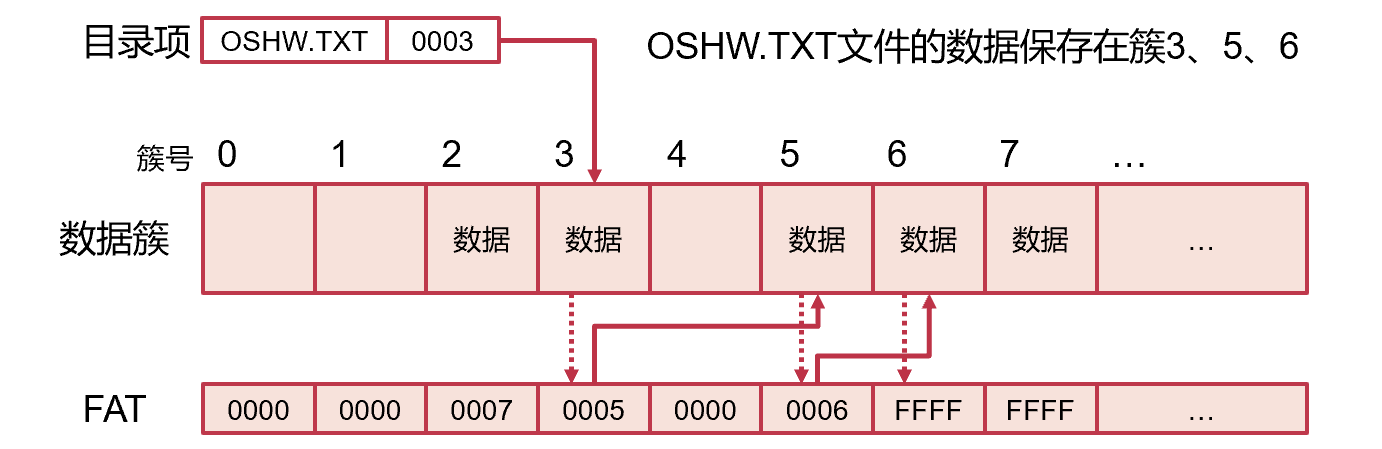 目录项 OSHW.TXT 0003 OSHW.TXT文件的数据保存在簇3、5、6
簇号 0 1 2 3 4 5 6 7 …
数据簇 数据 数据 数据 数据 数据 …
FAT 0000 0000 0007 0005 0000 0006 FFFF FFFF …